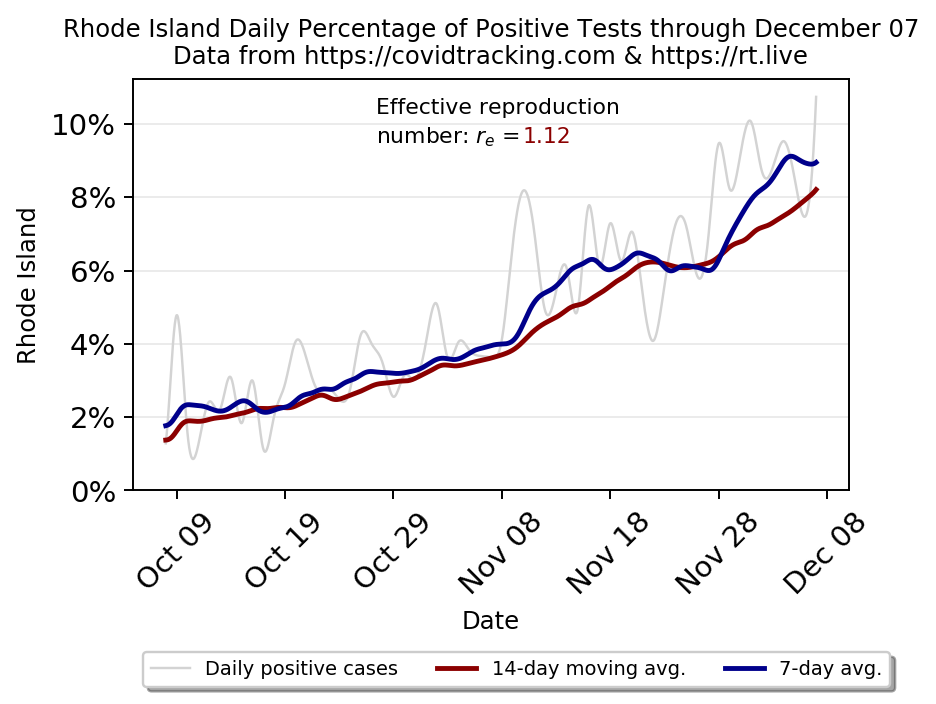 Rhode Island Daily Percentage of Positive Tests through December 07
Data from https://covidtracking.com & https://rt.live
Effective reproduction
number: rₑ =1.12
10%
8%
6%
4%
2%
0%
Rhode Island
Oct 09
Oct 19
Oct 29
Nov 08
Nov 18
Nov 28
Dec 08
Date
Daily positive cases
14-day moving avg.
7-day avg.